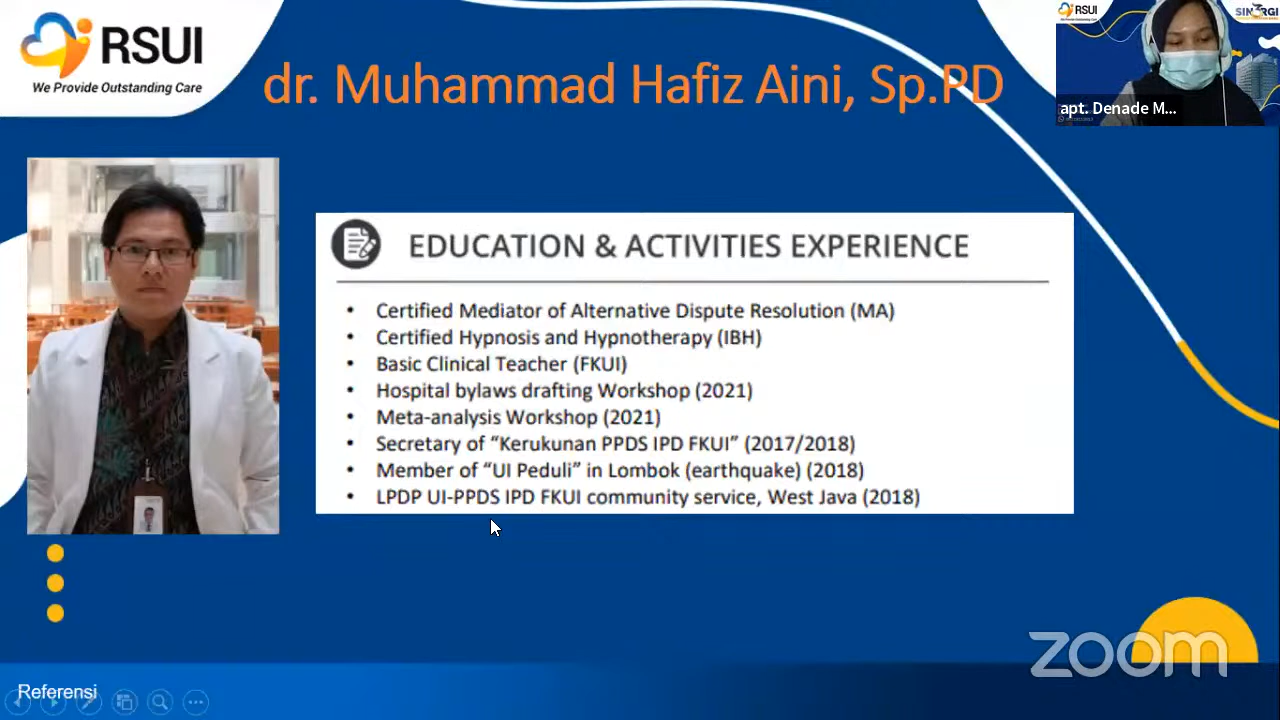 RSUI
We Provide Outstanding Care
dr. Muhammad Hafiz Aini, Sp.PD
RSUI
SINERGI
apt. Denade M...
EDUCATION & ACTIVITIES EXPERIENCE
• Certified Mediator of Alternative Dispute Resolution (MA)
• Certified Hypnosis and Hypnotherapy (IBH)
• Basic Clinical Teacher (FKUI)
• Hospital bylaws drafting Workshop (2021)
• Meta-analysis Workshop (2021)
• Secretary of “Kerukunan PPDS IPD FKUI” (2017/2018)
• Member of “UI Peduli” in Lombok (earthquake) (2018)
• LPDP UI-PPDS IPD FKUI community service, West Java (2018)
zoom
Referensi